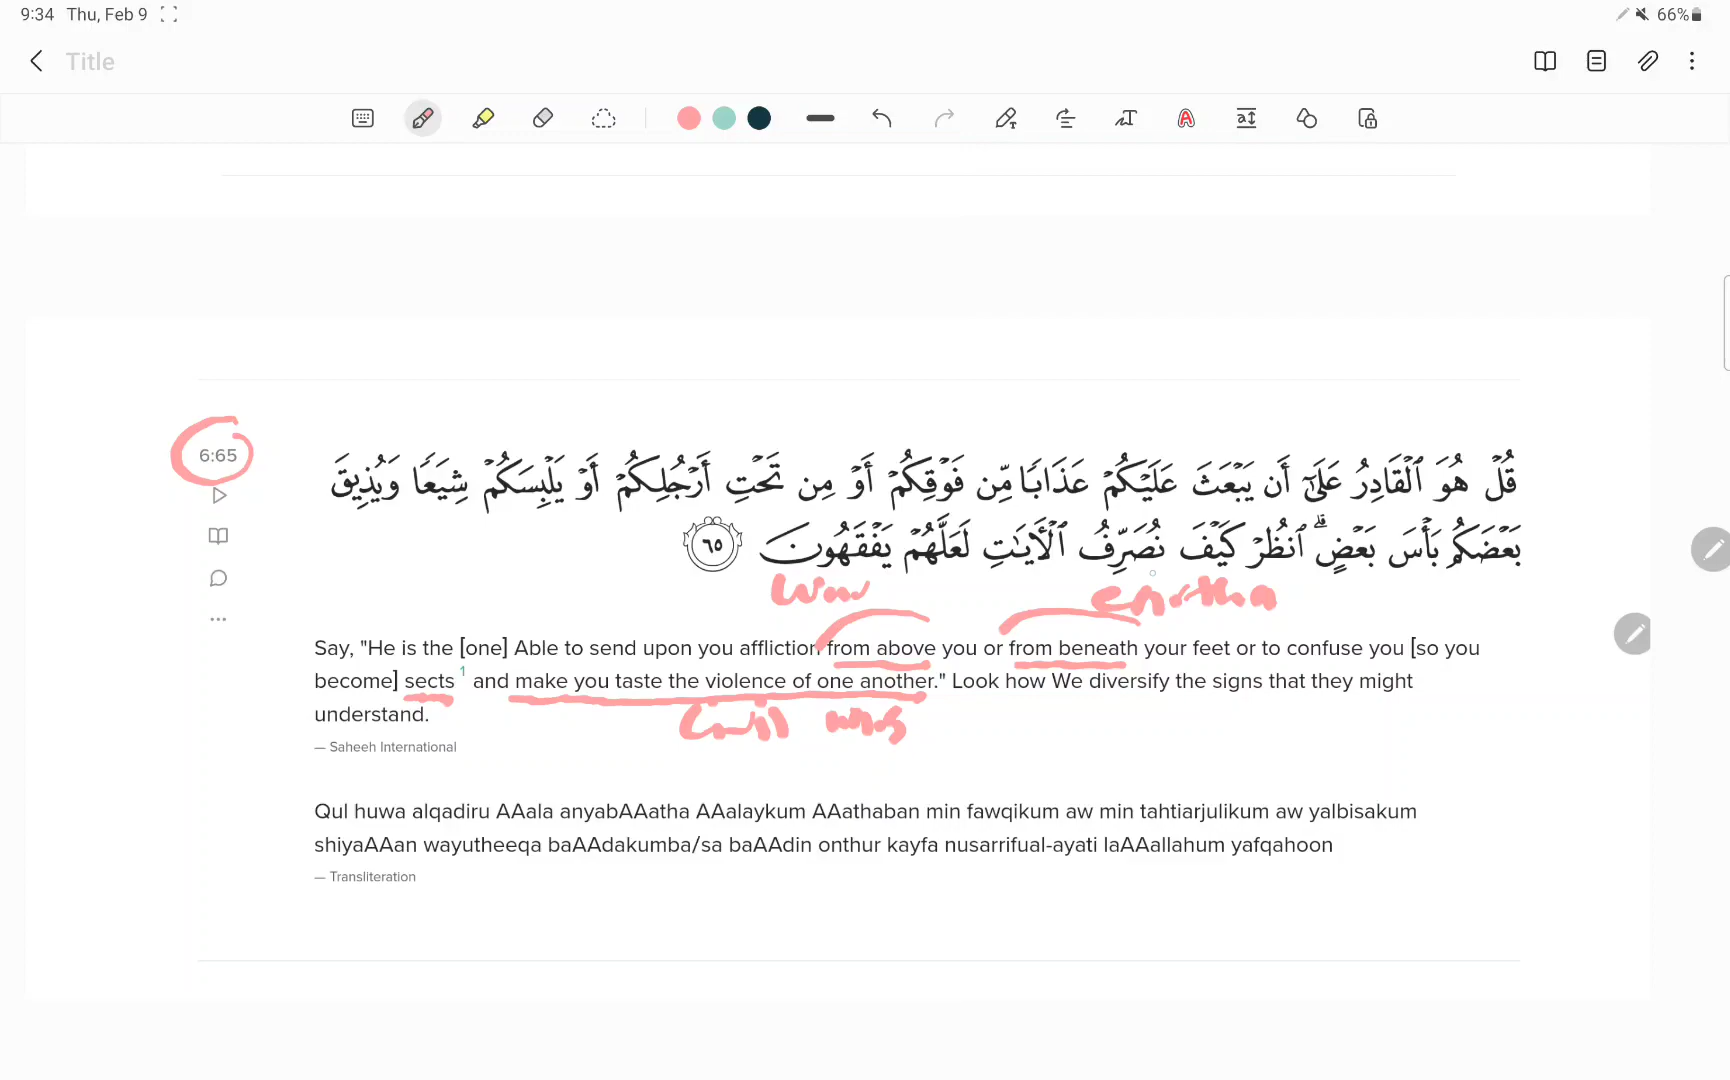 9:34 Thu, Feb 9
66%
Title
6:65
قُلْ هُوَ ٱلْقَادِرُ عَلَىٰٓ أَن يَبْعَثَ عَلَيْكُمْ عَذَابًا مِّن فَوْقِكُمْ أَوْ مِن تَحْتِ أَرْجُلِكُمْ أَوْ يَلْبِسَكُمْ شِيَعًا وَيُذِيقَ
بَعْضَكُم بَأْسَ بَعْضٍ ۗ ٱنظُرْ كَيْفَ نُصَرِّفُ ٱلْـَٔايَـٰتِ لَعَلَّهُمْ يَفْقَهُونَ ٦٥
Say, "He is the [one] Able to send upon you affliction from above you or from beneath your feet or to confuse you [so you
become] sects 1 and make you taste the violence of one another." Look how We diversify the signs that they might
understand.
— Saheeh International
Qul huwa alqadiru AAala anyabAAatha AAalaykum AAathaban min fawqikum aw min tahtiarjulikum aw yalbisakum
shiyaAAan wayutheeqa baAAdakumba/sa baAAdin onthur kayfa nusarrifual-ayati laAAallahum yafqahoon
— Transliteration